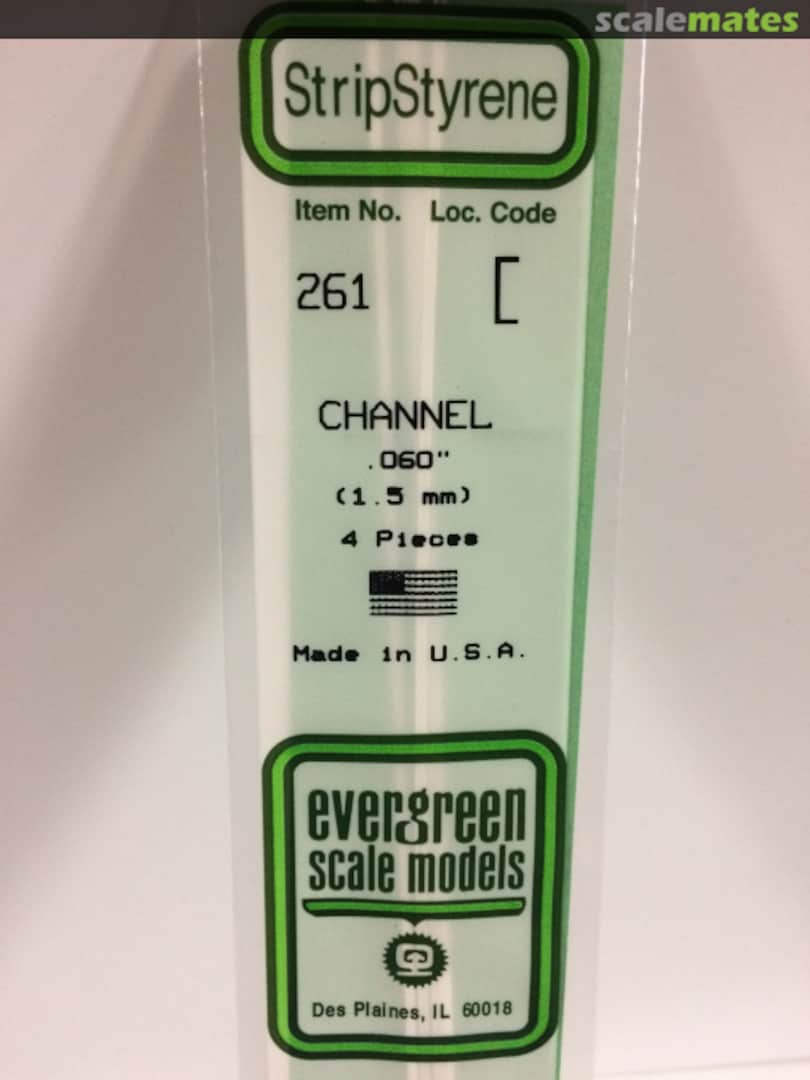 scalemates
StripStyrene
Item No. Loc. Code
261 [
CHANNEL
.060"
(1.5 mm)
4 Pieces
Made in U.S.A.
evergreen
scale models
Des Plaines, IL 60018